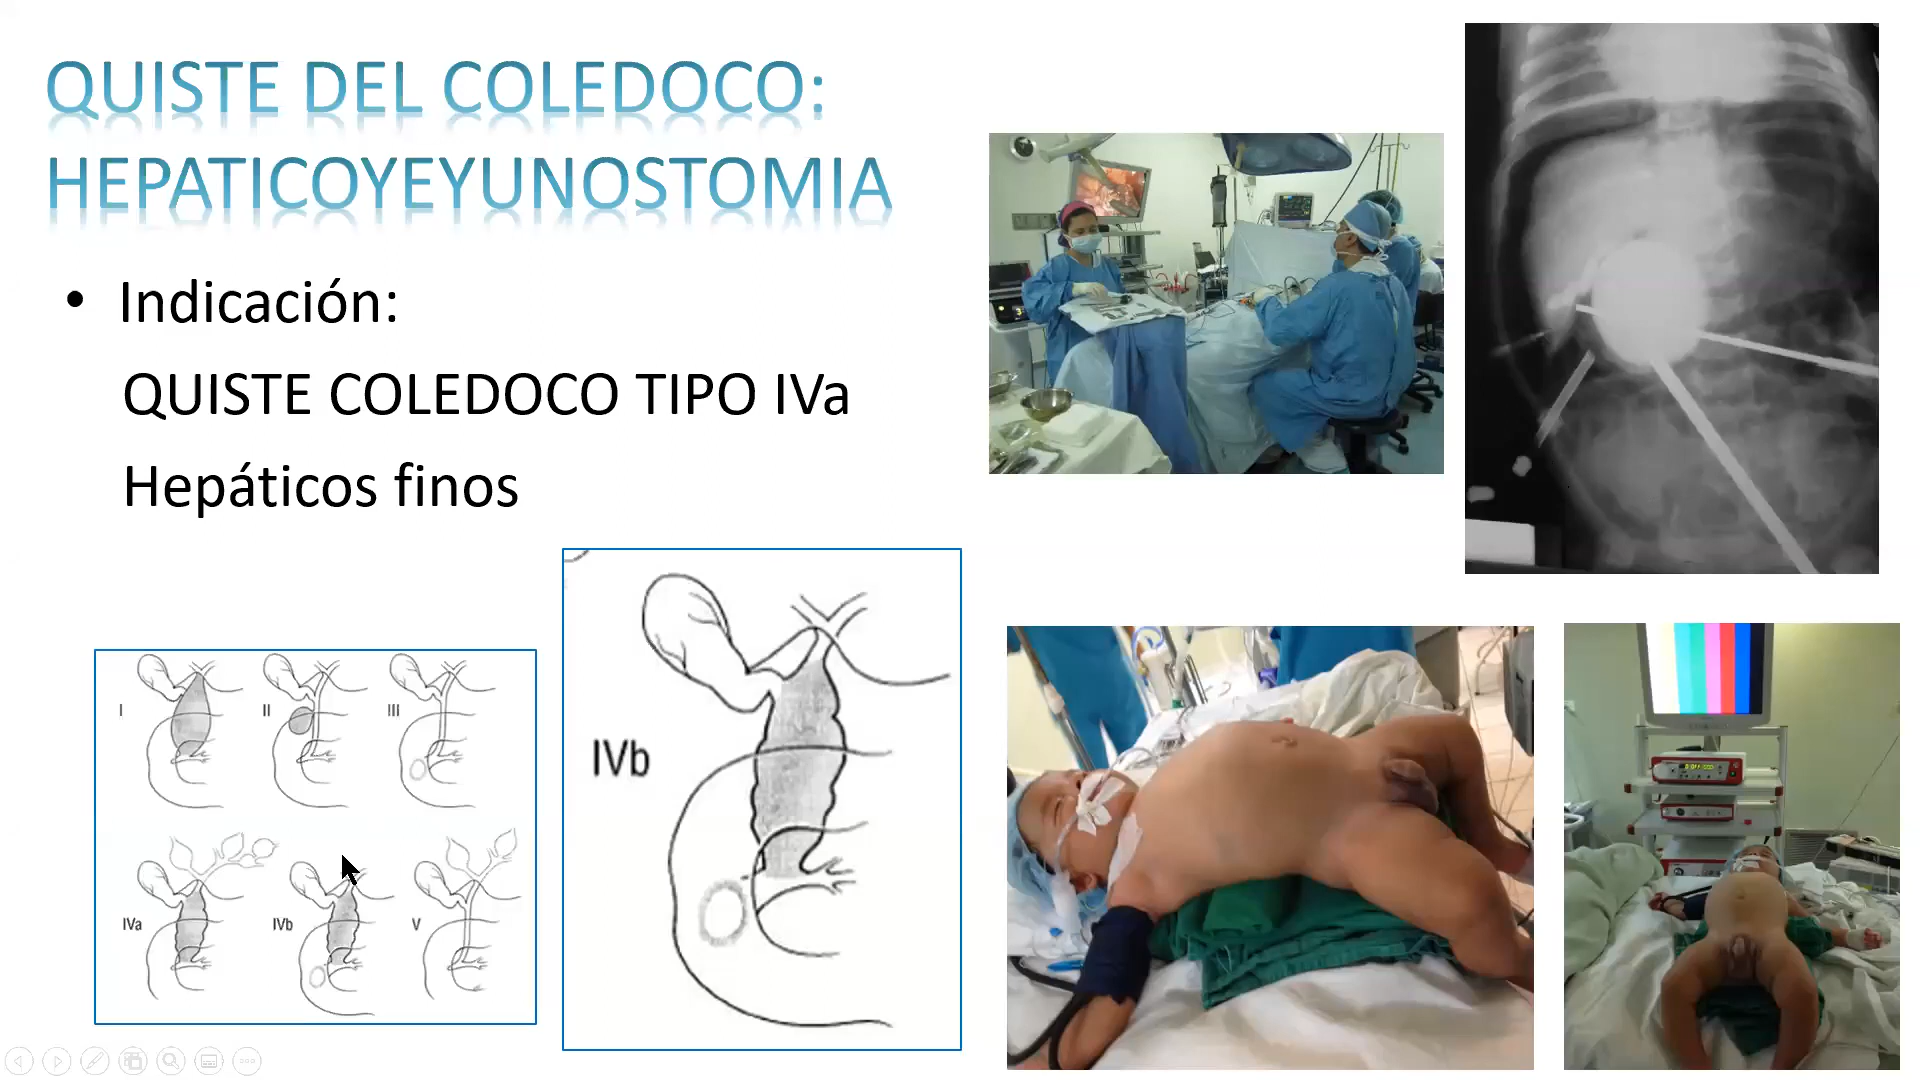 QUISTE DEL COLEDOCO:
HEPATICOYEYUNOSTOMIA
• Indicación:
QUISTE COLEDOCO TIPO IVa
Hepáticos finos
I
II
III
IVa
IVb
V
IVb